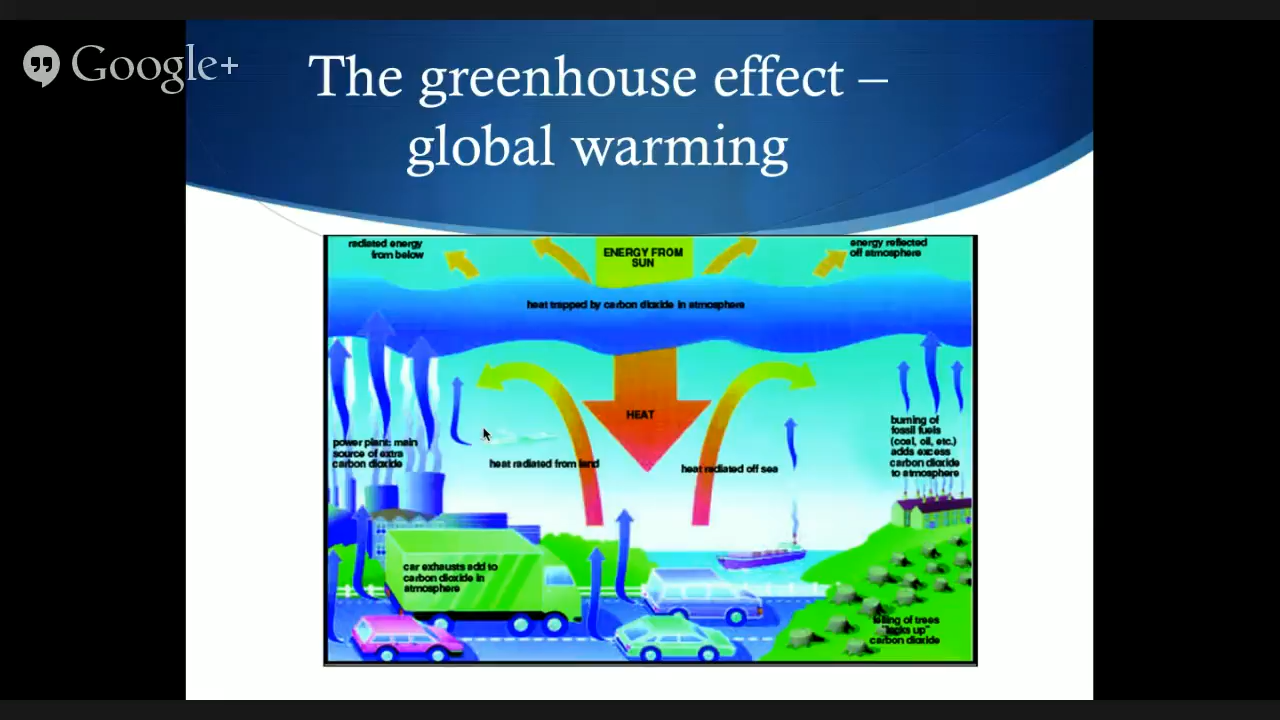 Google+
The greenhouse effect –
global warming
radiated energy
from below
ENERGY FROM
SUN
energy reflected
off atmosphere
heat trapped by carbon dioxide in atmosphere
HEAT
power plant: main
source of extra
carbon dioxide
heat radiated from land
heat radiated off sea
burning of
fossil fuels
(coal, oil, etc.)
adds excess
carbon dioxide
to atmosphere
car exhausts add to
carbon dioxide in
atmosphere
of trees
up"
carbon dioxide